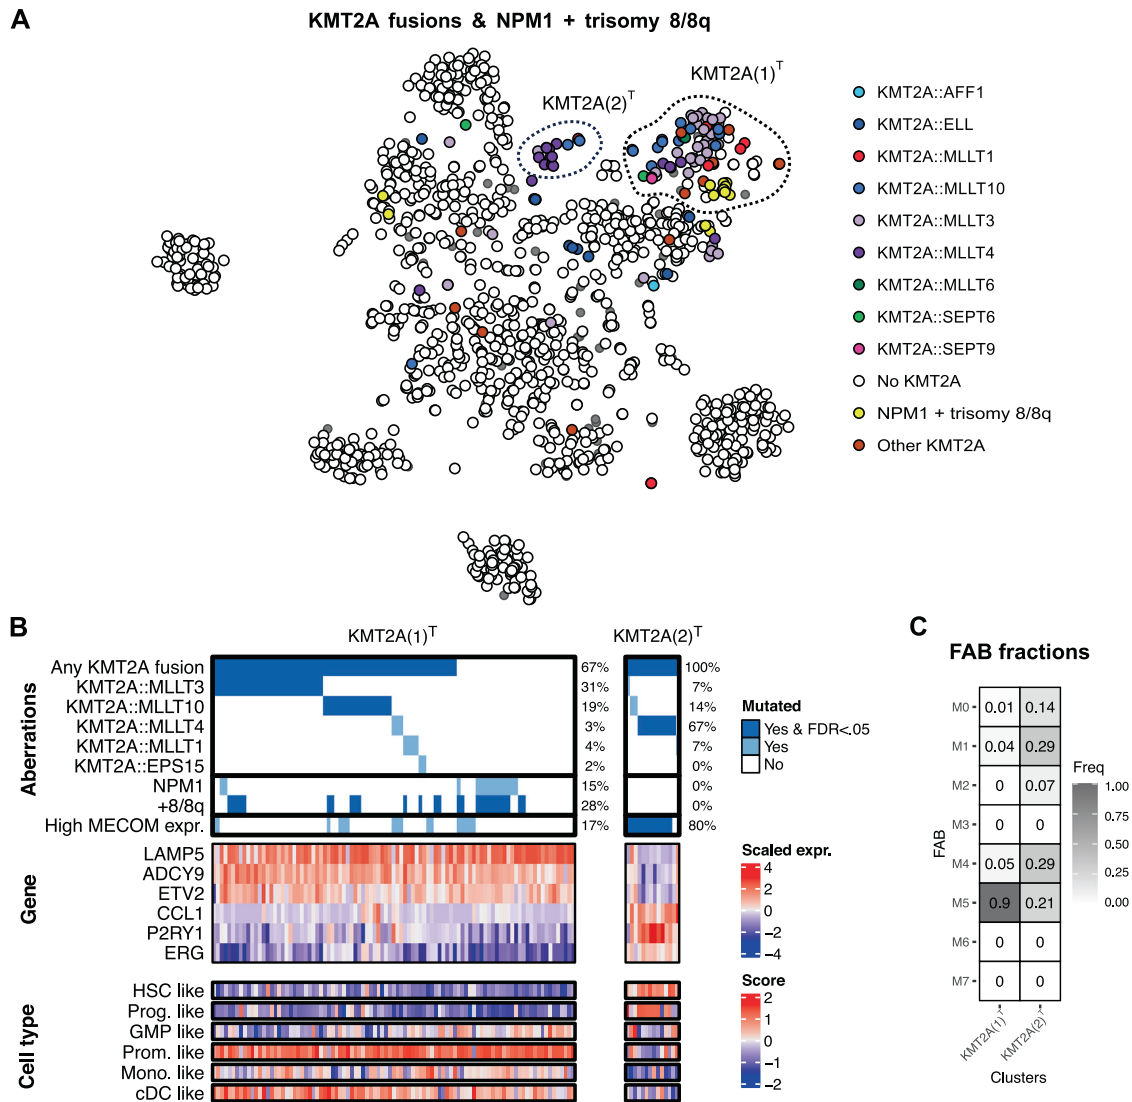 A
KMT2A fusions & NPM1 + trisomy 8/8q
KMT2A(1)T
KMT2A(2)T
KMT2A::AFF1
KMT2A::ELL
KMT2A::MLLT1
KMT2A::MLLT10
KMT2A::MLLT3
KMT2A::MLLT4
KMT2A::MLLT6
KMT2A::SEPT6
KMT2A::SEPT9
No KMT2A
NPM1 + trisomy 8/8q
Other KMT2A
B
KMT2A(1)T KMT2A(2)T
Aberrations
Any KMT2A fusion 67% 100%
KMT2A::MLLT3 31% 7%
KMT2A::MLLT10 19% 14%
KMT2A::MLLT4 3% 67%
KMT2A::MLLT1 4% 7%
KMT2A::EPS15 2% 0%
NPM1 15% 0%
+8/8q 28% 0%
High MECOM expr. 17% 80%
Mutated
Yes & FDR<.05
Yes
No
Gene
LAMP5
ADCY9
ETV2
CCL1
P2RY1
ERG
Scaled expr.
4
2
0
−2
−4
Cell type
HSC like
Prog. like
GMP like
Prom. like
Mono. like
cDC like
Score
2
1
0
−1
−2
C
FAB fractions
FAB
M0 0.01 0.14
M1 0.04 0.29
M2 0 0.07
M3 0 0
M4 0.05 0.29
M5 0.9 0.21
M6 0 0
M7 0 0
KMT2A(1)T KMT2A(2)T
Clusters
Freq
1.00
0.75
0.50
0.25
0.00